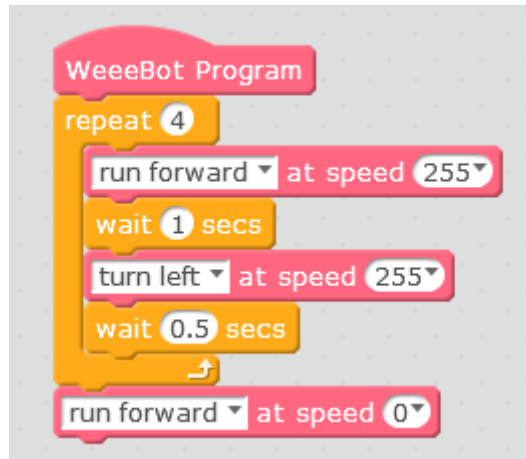 WeeeBot Program
repeat 4
run forward at speed 255
wait 1 secs
turn left at speed 255
wait 0.5 secs
run forward at speed 0